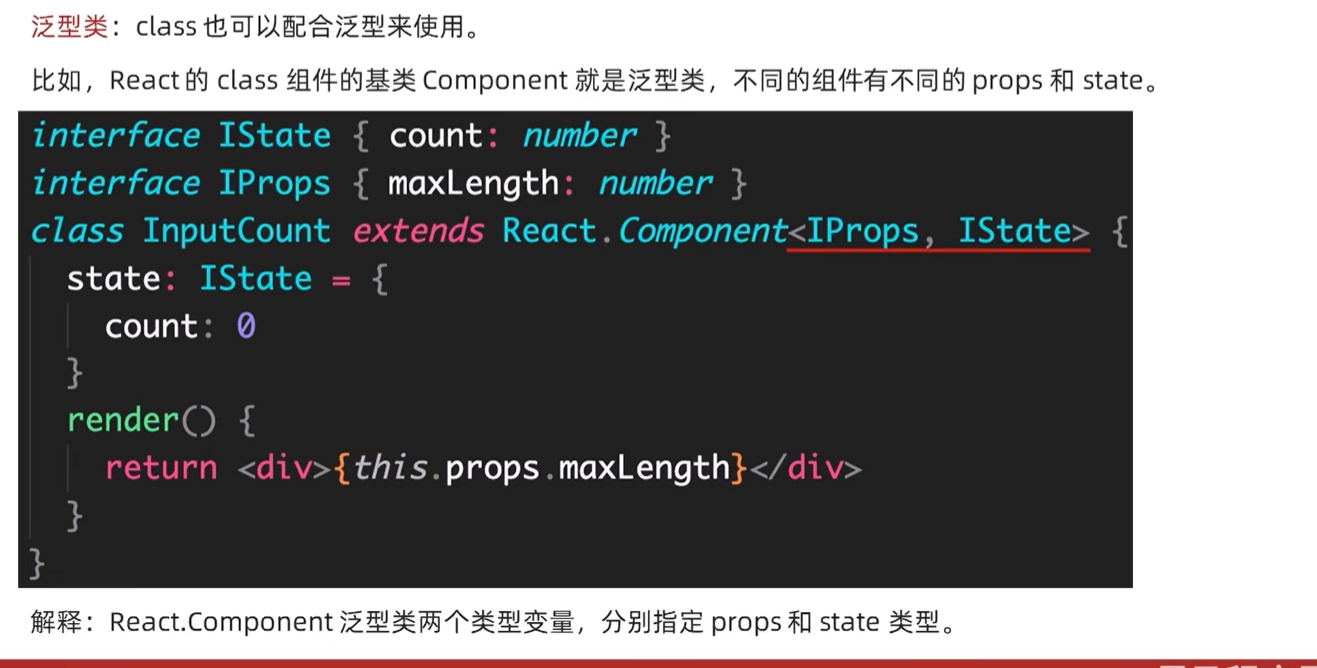 泛型类：class 也可以配合泛型来使用。
比如，React 的 class 组件的基类 Component 就是泛型类，不同的组件有不同的 props 和 state。
interface IState { count: number }
interface IProps { maxLength: number }
class InputCount extends React.Component<IProps, IState> {
  state: IState = {
    count: 0
  }
  render() {
    return <div>{this.props.maxLength}</div>
  }
}
解释：React.Component 泛型类两个类型变量，分别指定 props 和 state 类型。